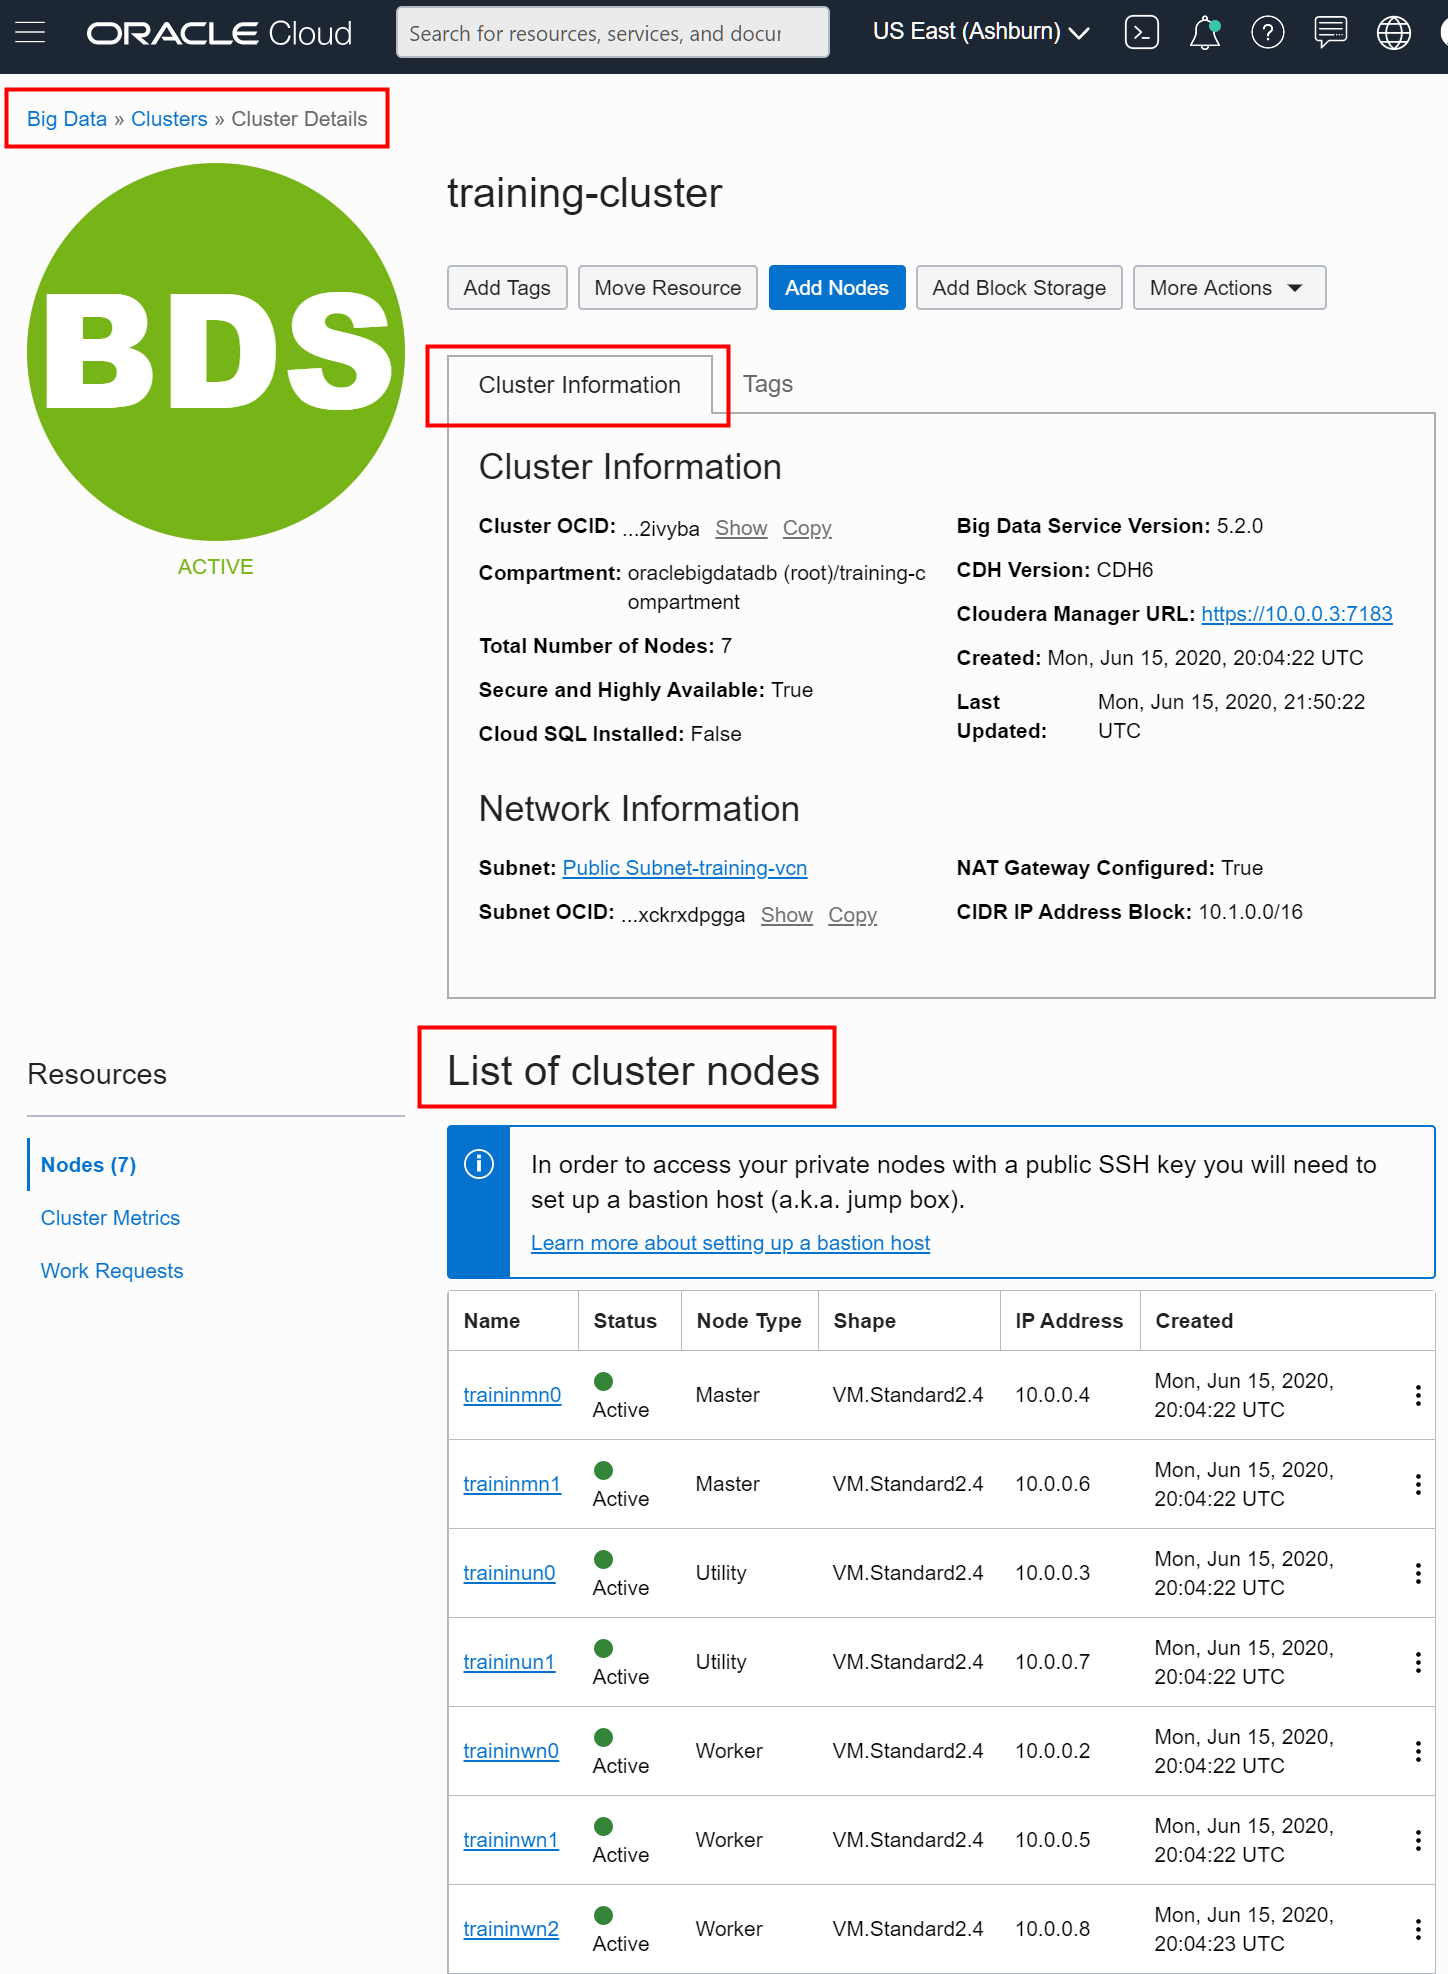 ORACLE Cloud
Search for resources, services, and docu
US East (Ashburn)
Big Data » Clusters » Cluster Details
BDS
ACTIVE
training-cluster
Add Tags
Move Resource
Add Nodes
Add Block Storage
More Actions
Cluster Information
Tags
Cluster Information
Cluster OCID: ...2ivyba Show Copy
Compartment: oraclebigdatadb (root)/training-c
ompartment
Total Number of Nodes: 7
Secure and Highly Available: True
Cloud SQL Installed: False
Big Data Service Version: 5.2.0
CDH Version: CDH6
Cloudera Manager URL: https://10.0.0.3:7183
Created: Mon, Jun 15, 2020, 20:04:22 UTC
Last Mon, Jun 15, 2020, 21:50:22
Updated: UTC
Network Information
Subnet: Public Subnet-training-vcn
Subnet OCID: ...xckrxdpgga Show Copy
NAT Gateway Configured: True
CIDR IP Address Block: 10.1.0.0/16
Resources
Nodes (7)
Cluster Metrics
Work Requests
List of cluster nodes
In order to access your private nodes with a public SSH key you will need to
set up a bastion host (a.k.a. jump box).
Learn more about setting up a bastion host
Name Status Node Type Shape IP Address Created
traininmn0 Active Master VM.Standard2.4 10.0.0.4 Mon, Jun 15, 2020,
20:04:22 UTC
traininmn1 Active Master VM.Standard2.4 10.0.0.6 Mon, Jun 15, 2020,
20:04:22 UTC
traininun0 Active Utility VM.Standard2.4 10.0.0.3 Mon, Jun 15, 2020,
20:04:22 UTC
traininun1 Active Utility VM.Standard2.4 10.0.0.7 Mon, Jun 15, 2020,
20:04:22 UTC
traininwn0 Active Worker VM.Standard2.4 10.0.0.2 Mon, Jun 15, 2020,
20:04:22 UTC
traininwn1 Active Worker VM.Standard2.4 10.0.0.5 Mon, Jun 15, 2020,
20:04:22 UTC
traininwn2 Active Worker VM.Standard2.4 10.0.0.8 Mon, Jun 15, 2020,
20:04:23 UTC